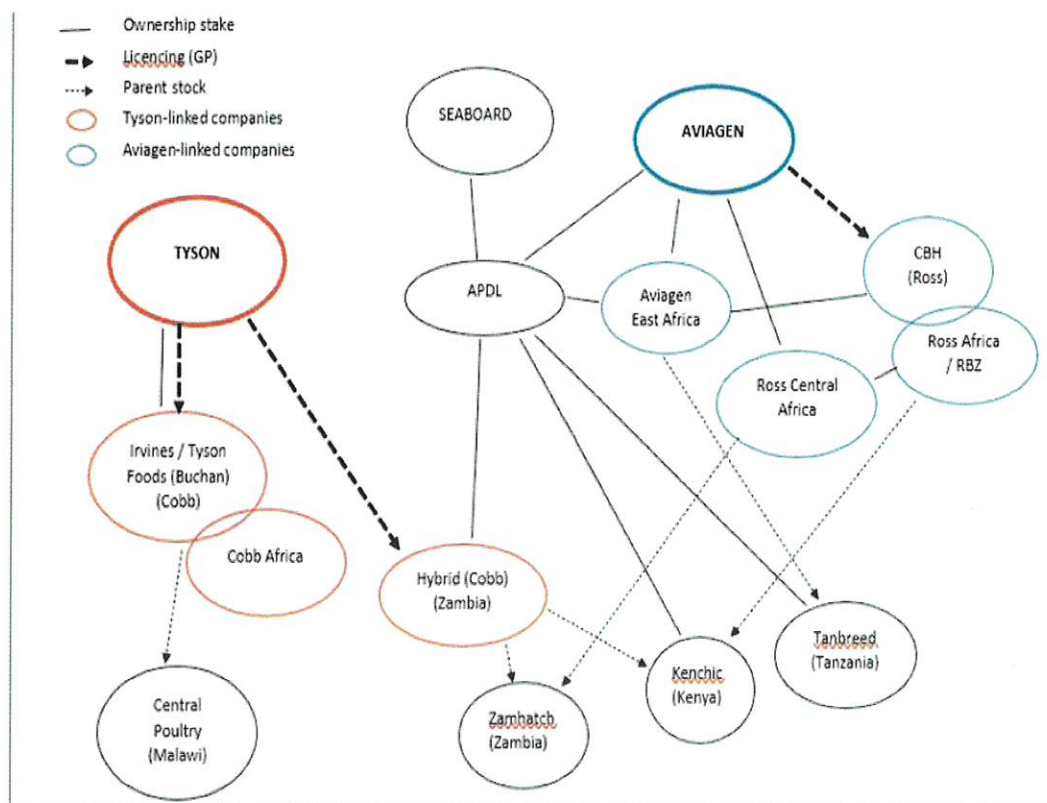 Ownership stake
Licencing (GP)
Parent stock
Tyson-linked companies
Aviagen-linked companies
SEABOARD
AVIAGEN
TYSON
CBH
(Ross)
APDL
Aviagen
East Africa
Ross Africa
/ RBZ
Ross Central
Africa
Irvines / Tyson
Foods (Buchan)
(Cobb)
Cobb Africa
Hybrid (Cobb)
(Zambia)
Tanbreed
(Tanzania)
Kenchic
(Kenya)
Central
Poultry
(Malawi)
Zamhatcb
(Zambia)